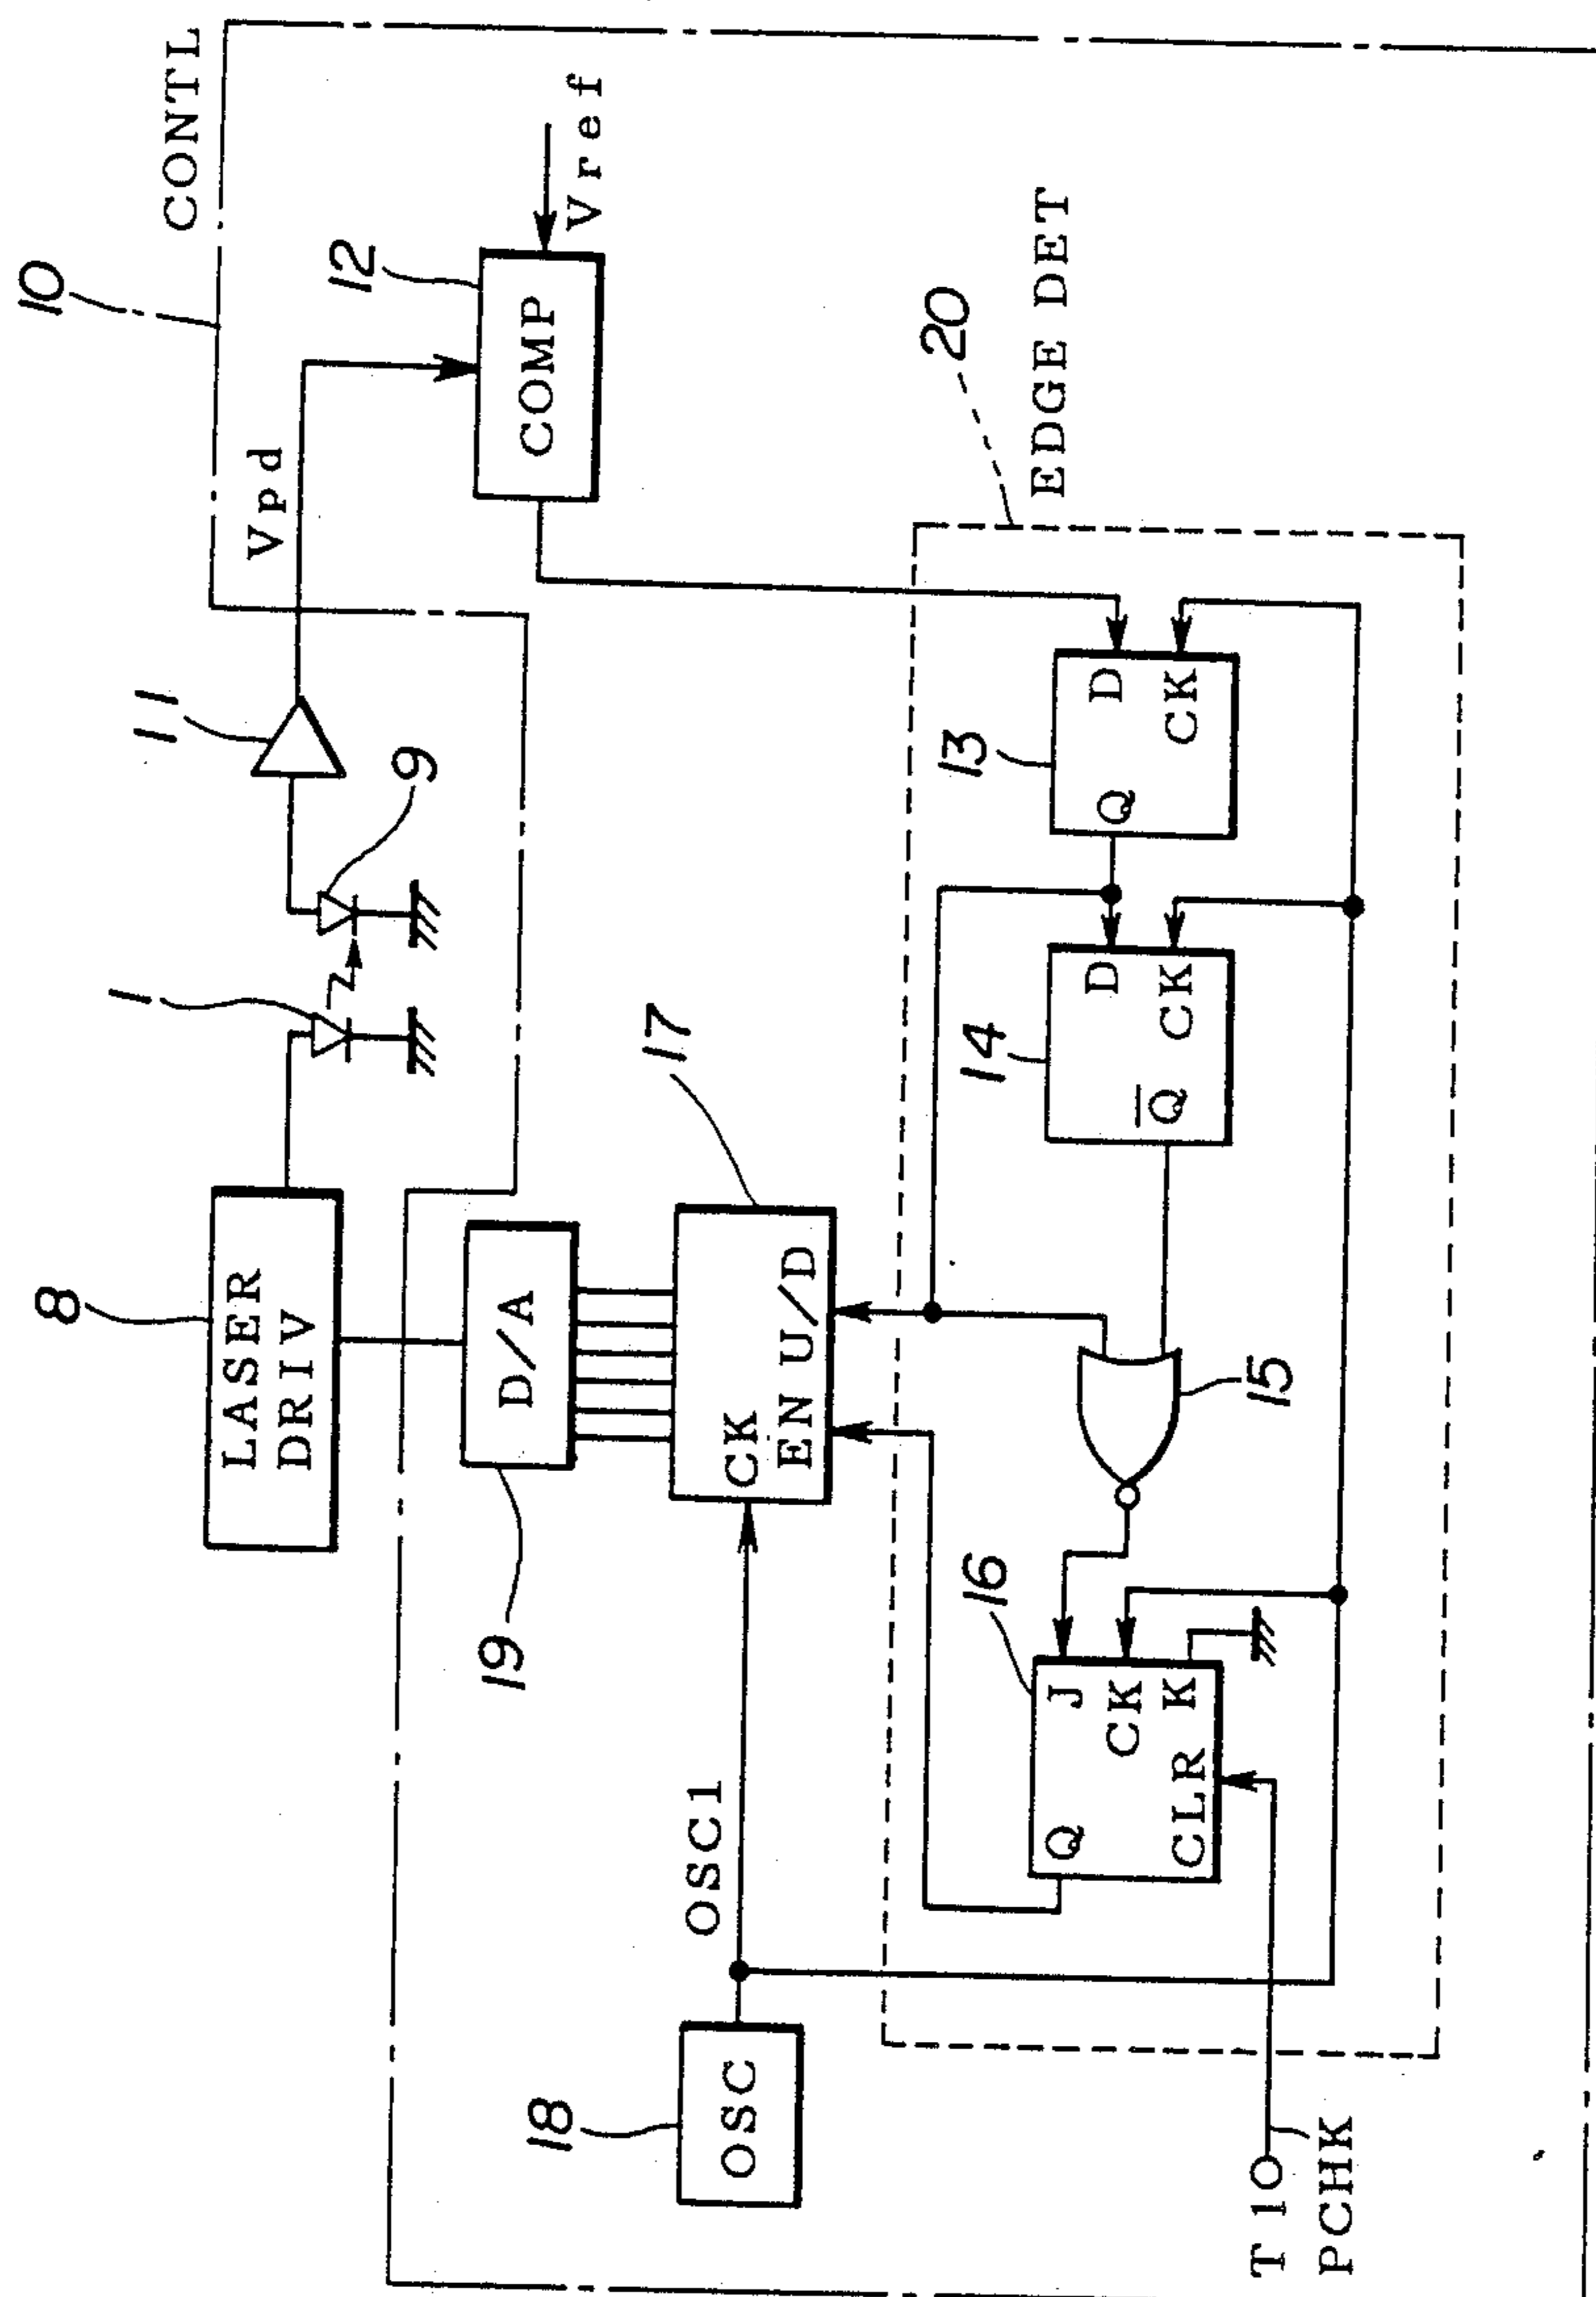 10
CONTL
8
LASER
DRIV
1
9
11
Vpd
12
COMP
Vref
19
D/A
17
CK
EN U/D
18
OSC
OSC1
20
EDGE DET
16
Q
J
CK
K
CLR
15
14
Q̅
D
CK
13
Q
D
CK
T1
PCHK